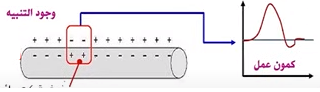 وجود التنبيه
+ + + - - + + + + + + + +
- - - + + - - - - - - - -
كمون عمل